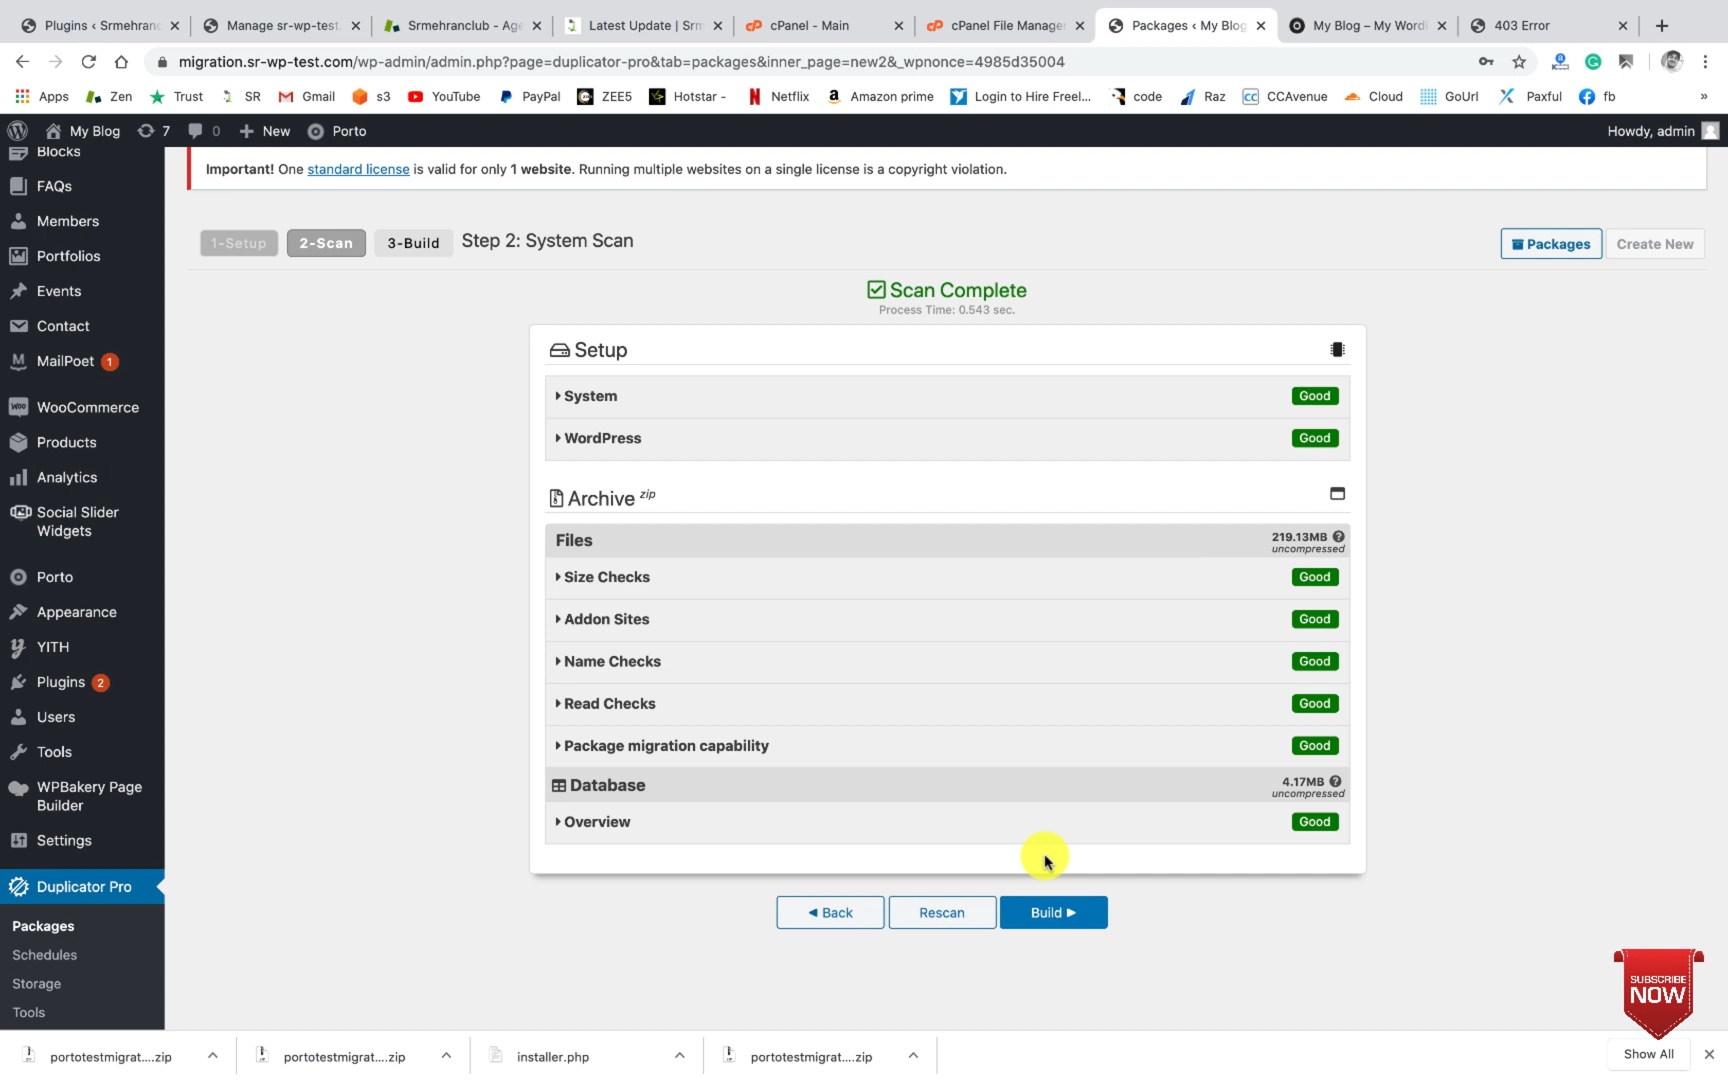 Plugins ‹ Srmehranc
Manage sr-wp-test.
Srmehranclub - Age
Latest Update | Srm
cPanel - Main
cPanel File Manager
Packages ‹ My Blog
My Blog – My Word
403 Error
migration.sr-wp-test.com/wp-admin/admin.php?page=duplicator-pro&tab=packages&inner_page=new2&_wpnonce=4985d35004
Apps Zen Trust SR Gmail s3 YouTube PayPal ZEE5 Hotstar - Netflix Amazon prime Login to Hire Freel... code Raz CCAvenue Cloud GoUrl Paxful fb »
My Blog 7 0 New Porto Howdy, admin
Blocks
FAQs
Members
Portfolios
Events
Contact
MailPoet 1
WooCommerce
Products
Analytics
Social Slider
Widgets
Porto
Appearance
YITH
Plugins 2
Users
Tools
WPBakery Page
Builder
Settings
Duplicator Pro
Packages
Schedules
Storage
Tools
Important! One standard license is valid for only 1 website. Running multiple websites on a single license is a copyright violation.
1-Setup 2-Scan 3-Build Step 2: System Scan
Packages Create New
Scan Complete
Process Time: 0.543 sec.
Setup
System Good
WordPress Good
Archive zip
Files 219.13MB
uncompressed
Size Checks Good
Addon Sites Good
Name Checks Good
Read Checks Good
Package migration capability Good
Database 4.17MB
uncompressed
Overview Good
Back Rescan Build
SUBSCRIBE
NOW
portotestmigrat....zip
portotestmigrat....zip
installer.php
portotestmigrat....zip
Show All